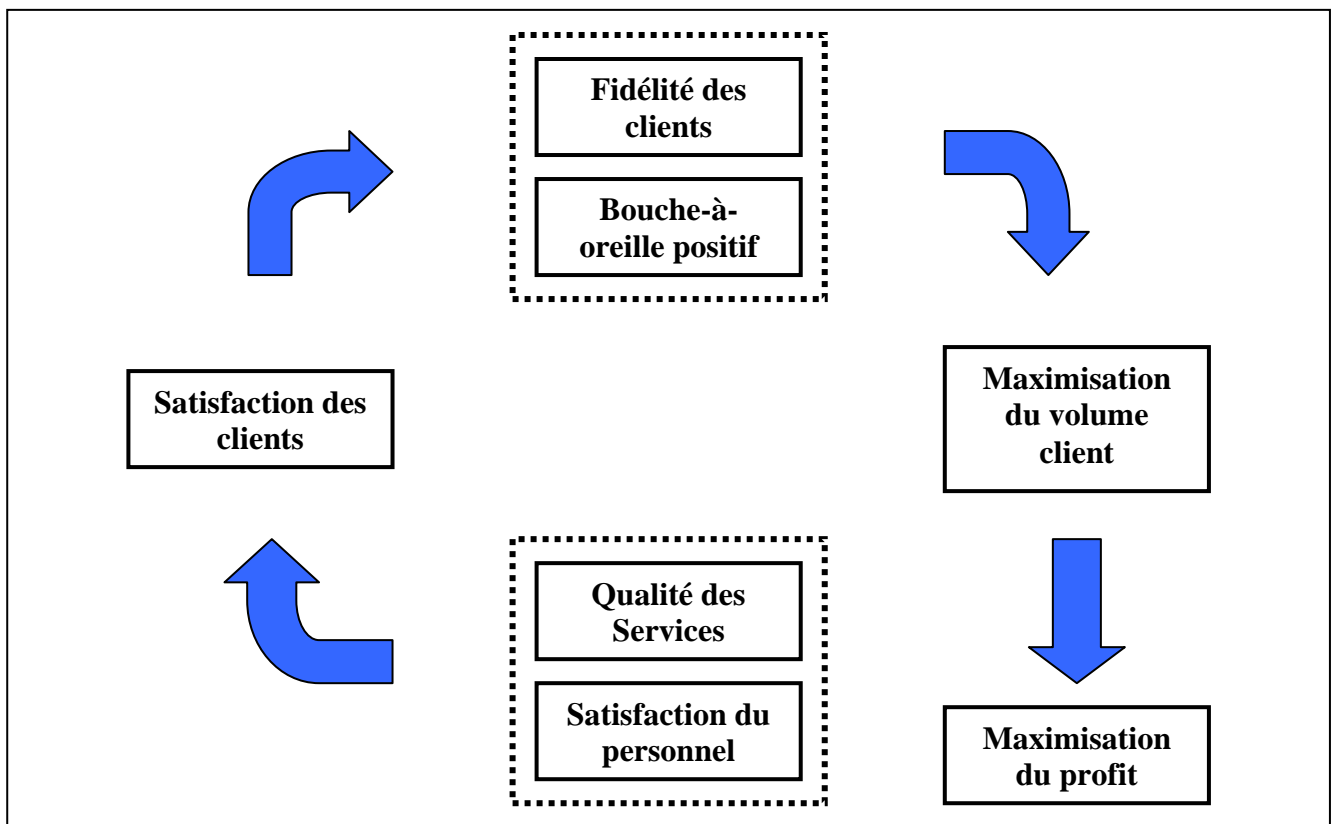 Fidélité des
clients
Bouche-à-
oreille positif
Satisfaction des
clients
Maximisation
du volume
client
Qualité des
Services
Satisfaction du
personnel
Maximisation
du profit